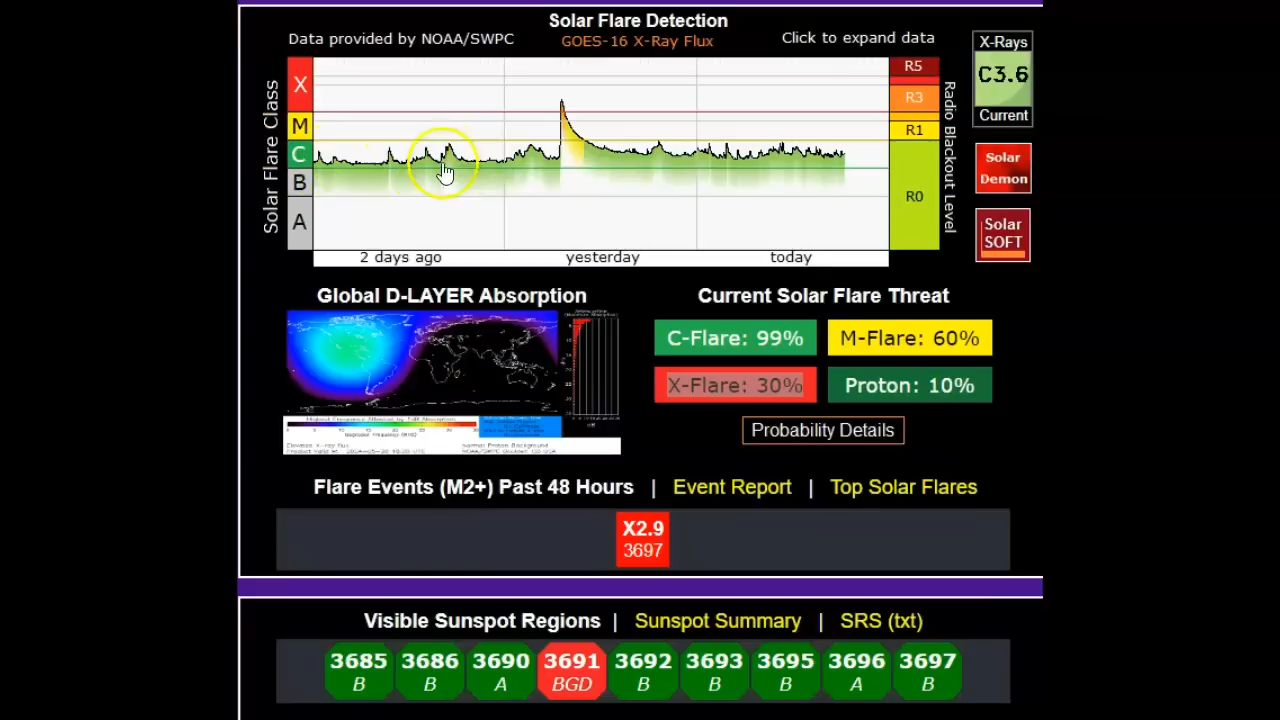 Solar Flare Detection
Data provided by NOAA/SWPC
GOES-16 X-Ray Flux
Click to expand data
X-Rays
C3.6
Current
Solar Flare Class
X
M
C
B
A
R5
R3
R1
R0
Radio Blackout Level
Solar
Demon
Solar
SOFT
2 days ago
yesterday
today
Global D-LAYER Absorption
Current Solar Flare Threat
C-Flare: 99%
M-Flare: 60%
X-Flare: 30%
Proton: 10%
Probability Details
Flare Events (M2+) Past 48 Hours | Event Report | Top Solar Flares
X2.9
3697
Visible Sunspot Regions | Sunspot Summary | SRS (txt)
3685 3686 3690 3691 3692 3693 3695 3696 3697
B B A BGD B B B A B